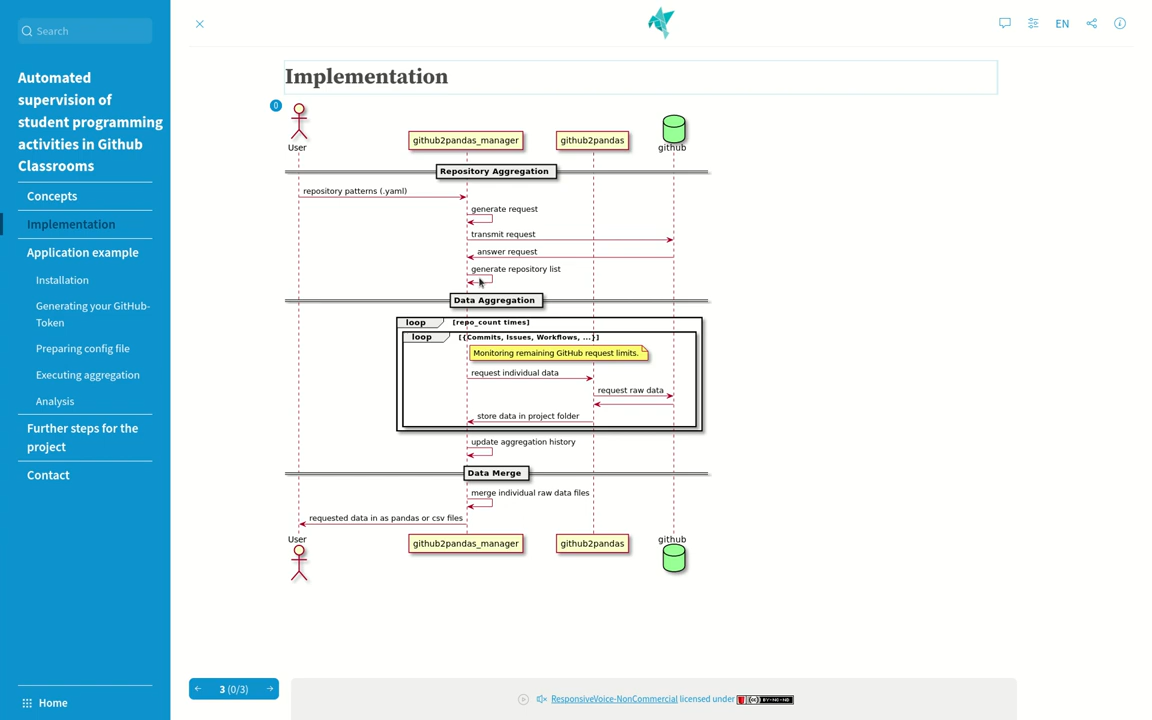 Search
Automated
supervision of
student programming
activities in Github
Classrooms
Concepts
Implementation
Application example
Installation
Generating your GitHub-
Token
Preparing config file
Executing aggregation
Analysis
Further steps for the
project
Contact
Home
EN
Implementation
0
User
github2pandas_manager
github2pandas
github
Repository Aggregation
repository patterns (.yaml)
generate request
transmit request
answer request
generate repository list
Data Aggregation
loop [repo_count times]
loop [{Commits, Issues, Workflows, ...}]
Monitoring remaining GitHub request limits.
request individual data
request raw data
store data in project folder
update aggregation history
Data Merge
merge individual raw data files
requested data in as pandas or csv files
User
github2pandas_manager
github2pandas
github
3 (0/3)
ResponsiveVoice-NonCommercial licensed under